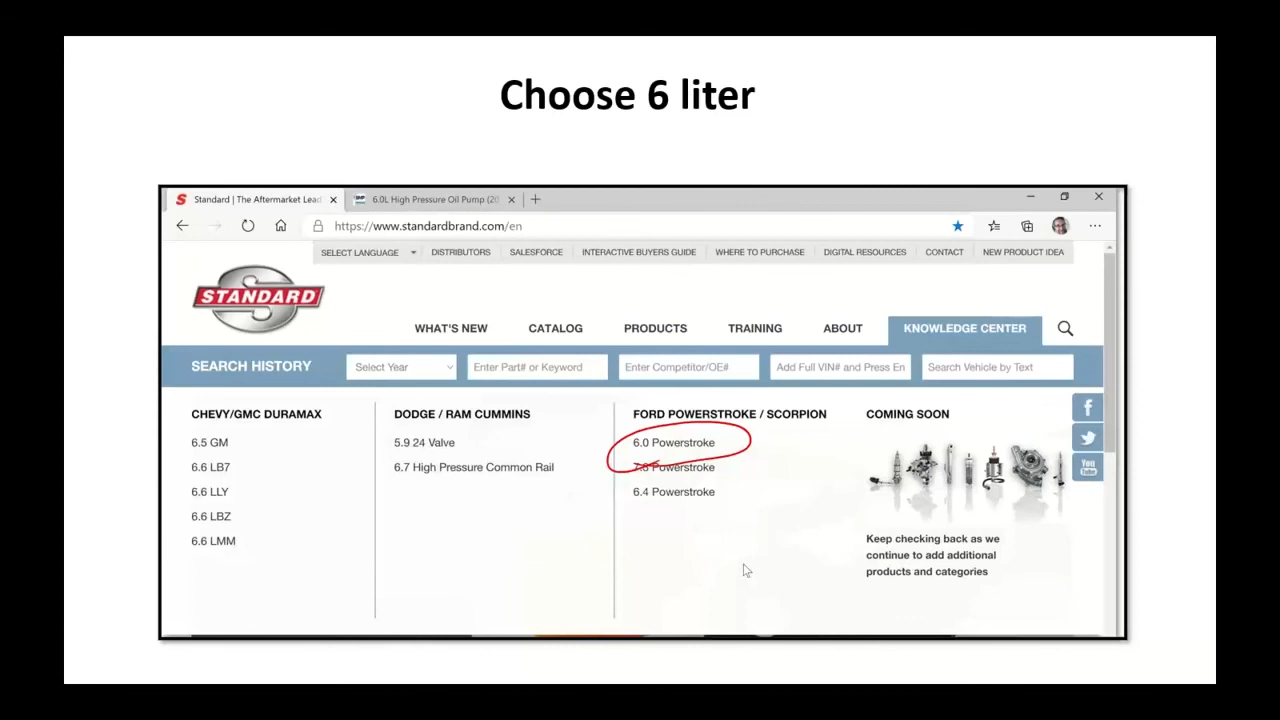 Choose 6 liter
Standard | The Aftermarket Lead
6.0L High Pressure Oil Pump (20
https://www.standardbrand.com/en
SELECT LANGUAGE DISTRIBUTORS SALESFORCE INTERACTIVE BUYERS GUIDE WHERE TO PURCHASE DIGITAL RESOURCES CONTACT NEW PRODUCT IDEA
STANDARD
WHAT'S NEW CATALOG PRODUCTS TRAINING ABOUT KNOWLEDGE CENTER
SEARCH HISTORY Select Year Enter Part# or Keyword Enter Competitor/OE# Add Full VIN# and Press En Search Vehicle by Text
CHEVY/GMC DURAMAX
6.5 GM
6.6 LB7
6.6 LLY
6.6 LBZ
6.6 LMM
DODGE / RAM CUMMINS
5.9 24 Valve
6.7 High Pressure Common Rail
FORD POWERSTROKE / SCORPION
6.0 Powerstroke
Powerstroke
6.4 Powerstroke
COMING SOON
Keep checking back as we
continue to add additional
products and categories
You
Tube